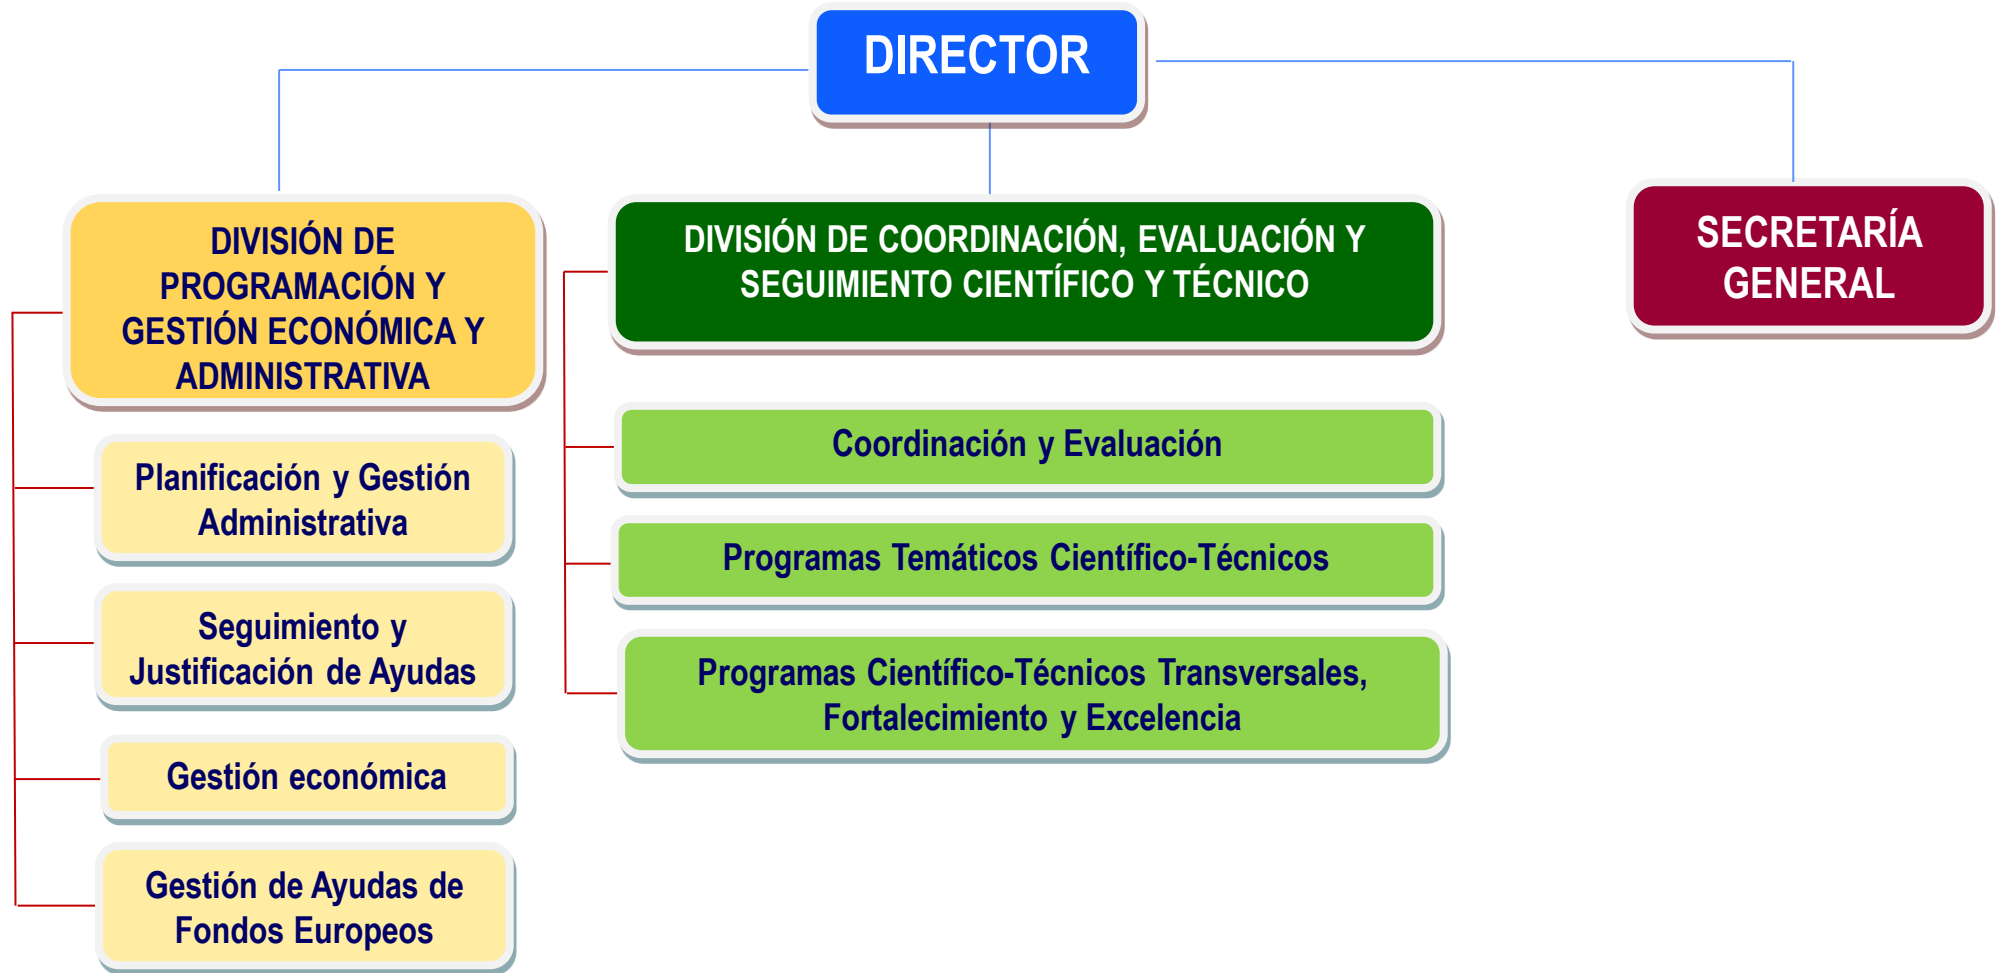 DIRECTOR
DIVISIÓN DE
PROGRAMACIÓN Y
GESTIÓN ECONÓMICA Y
ADMINISTRATIVA
Planificación y Gestión
Administrativa
Seguimiento y
Justificación de Ayudas
Gestión económica
Gestión de Ayudas de
Fondos Europeos
DIVISIÓN DE COORDINACIÓN, EVALUACIÓN Y
SEGUIMIENTO CIENTÍFICO Y TÉCNICO
Coordinación y Evaluación
Programas Temáticos Científico-Técnicos
Programas Científico-Técnicos Transversales,
Fortalecimiento y Excelencia
SECRETARÍA
GENERAL